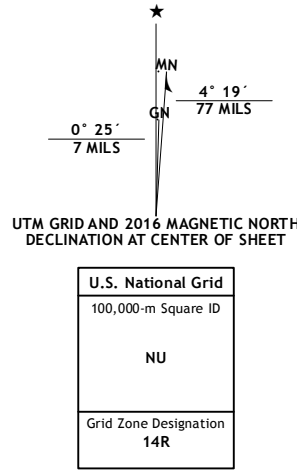 MN
GN
4° 19´
77 MILS
0° 25´
7 MILS
UTM GRID AND 2016 MAGNETIC NORTH
DECLINATION AT CENTER OF SHEET
U.S. National Grid
100,000-m Square ID
NU
Grid Zone Designation
14R